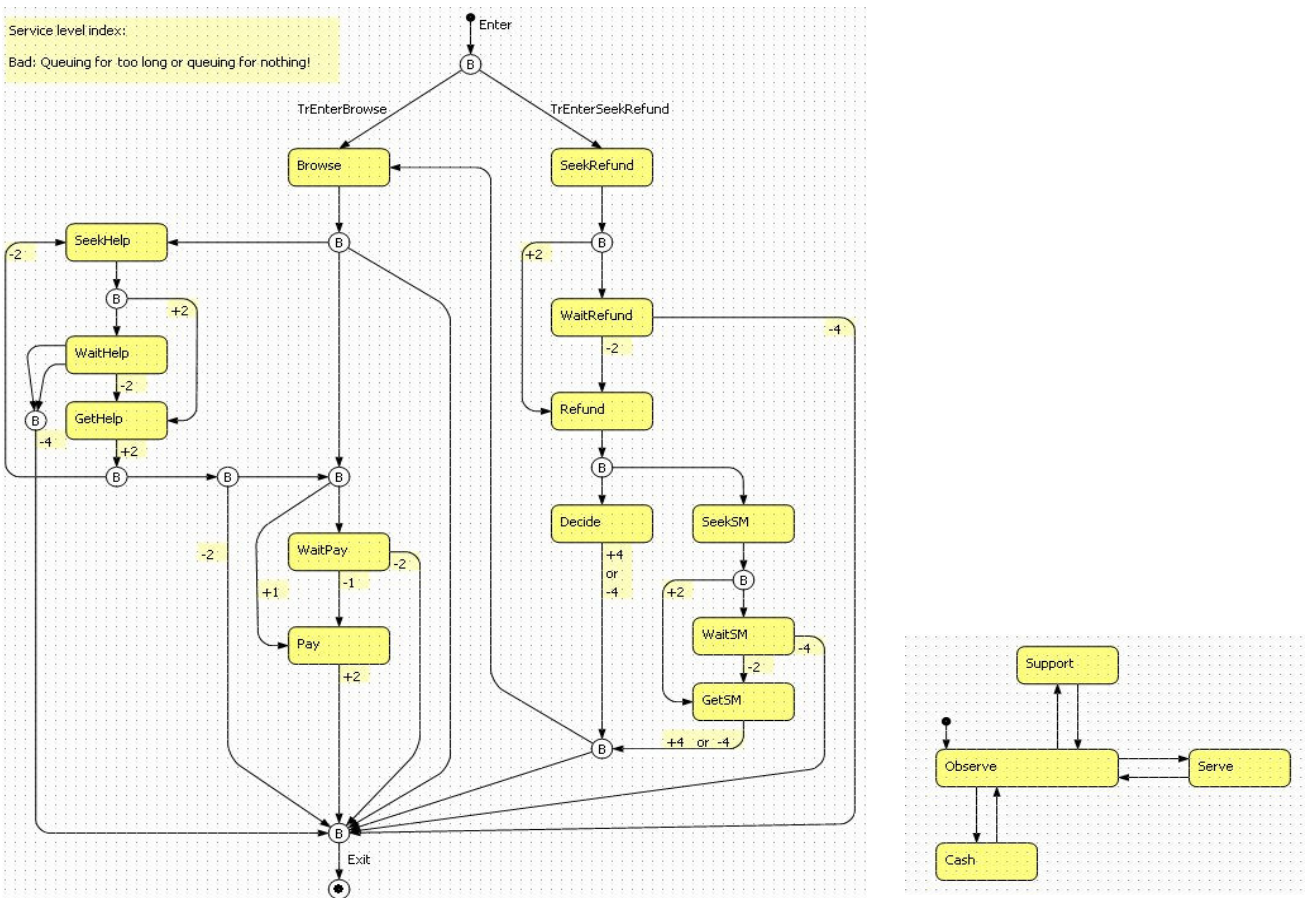 Service level index:
Bad: Queuing for too long or queuing for nothing!
Enter
B
TrEnterBrowse
TrEnterSeekRefund
Browse
SeekRefund
SeekHelp
B
B
-2
+2
B
+2
WaitHelp
-2
GetHelp
B
-4
+2
B
B
B
WaitRefund
-4
-2
Refund
B
-2
WaitPay
-2
-1
+1
Pay
+2
Decide
+4
or
-4
SeekSM
B
+2
WaitSM
-4
-2
GetSM
+4 or -4
B
B
Exit
Support
Observe
Serve
Cash